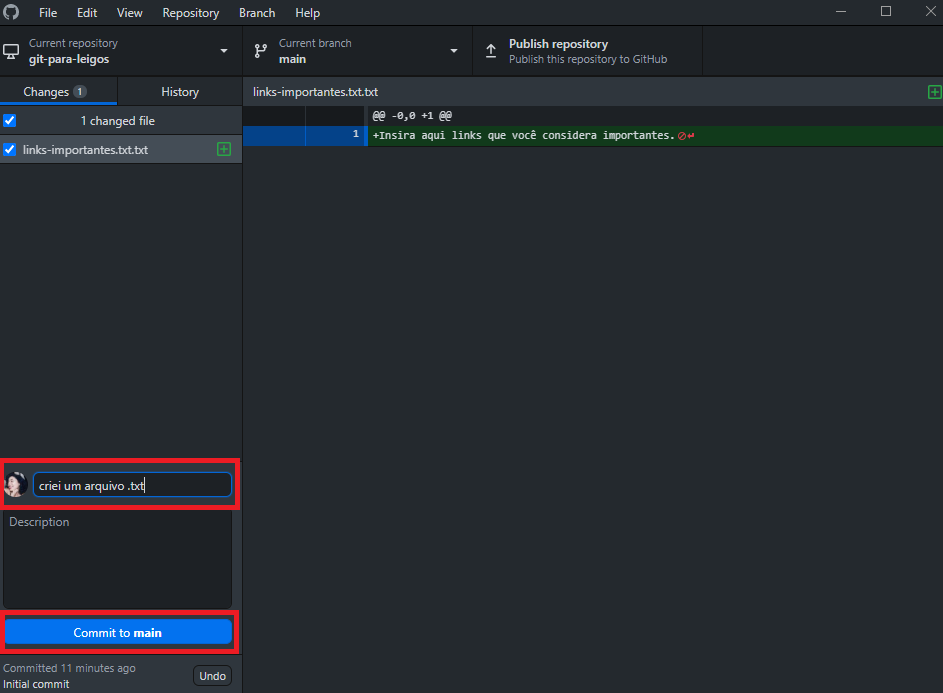 File Edit View Repository Branch Help
Current repository
git-para-leigos
Current branch
main
Publish repository
Publish this repository to GitHub
Changes 1
History
links-importantes.txt.txt
1 changed file
links-importantes.txt.txt
@@ -0,0 +1 @@
1 +Insira aqui links que você considera importantes.
criei um arquivo .txt
Description
Commit to main
Committed 11 minutes ago
Initial commit
Undo